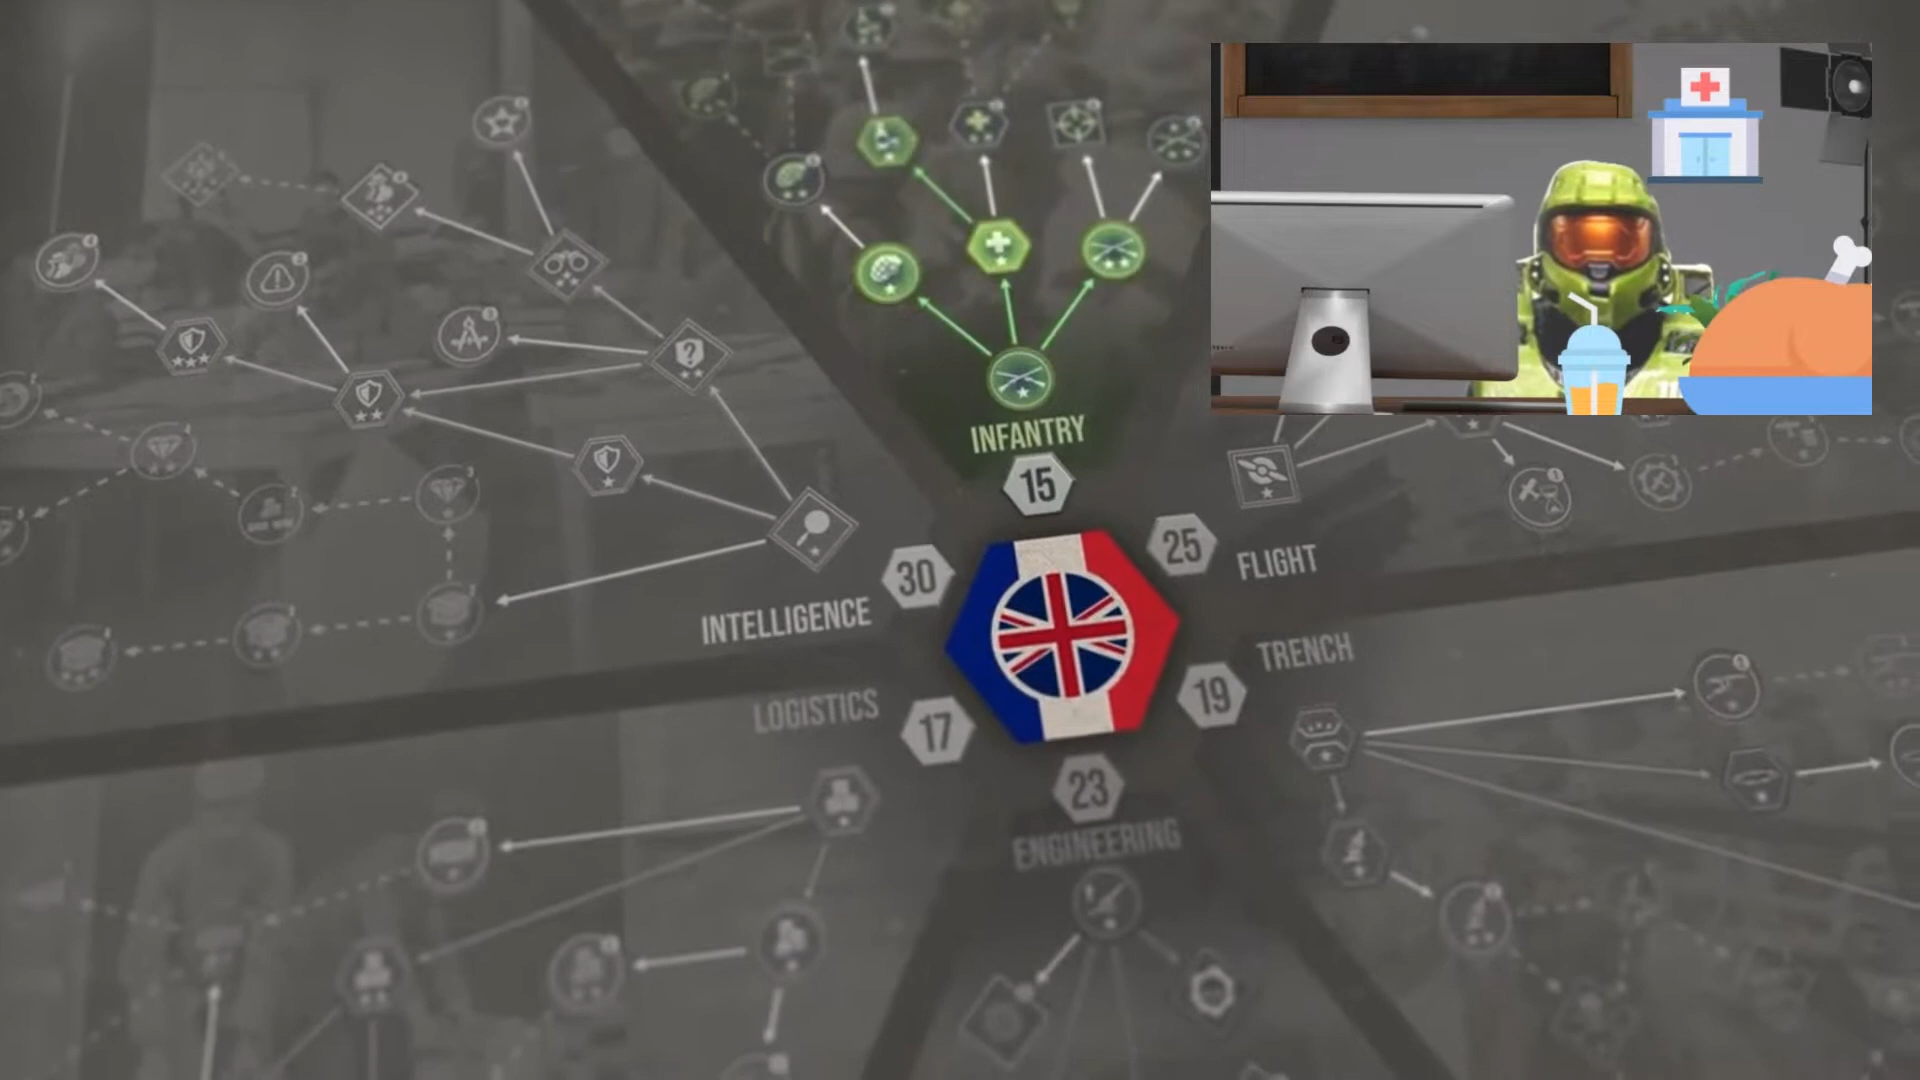 INFANTRY
15
25
FLIGHT
30
INTELLIGENCE
TRENCH
19
LOGISTICS
17
23
ENGINEERING